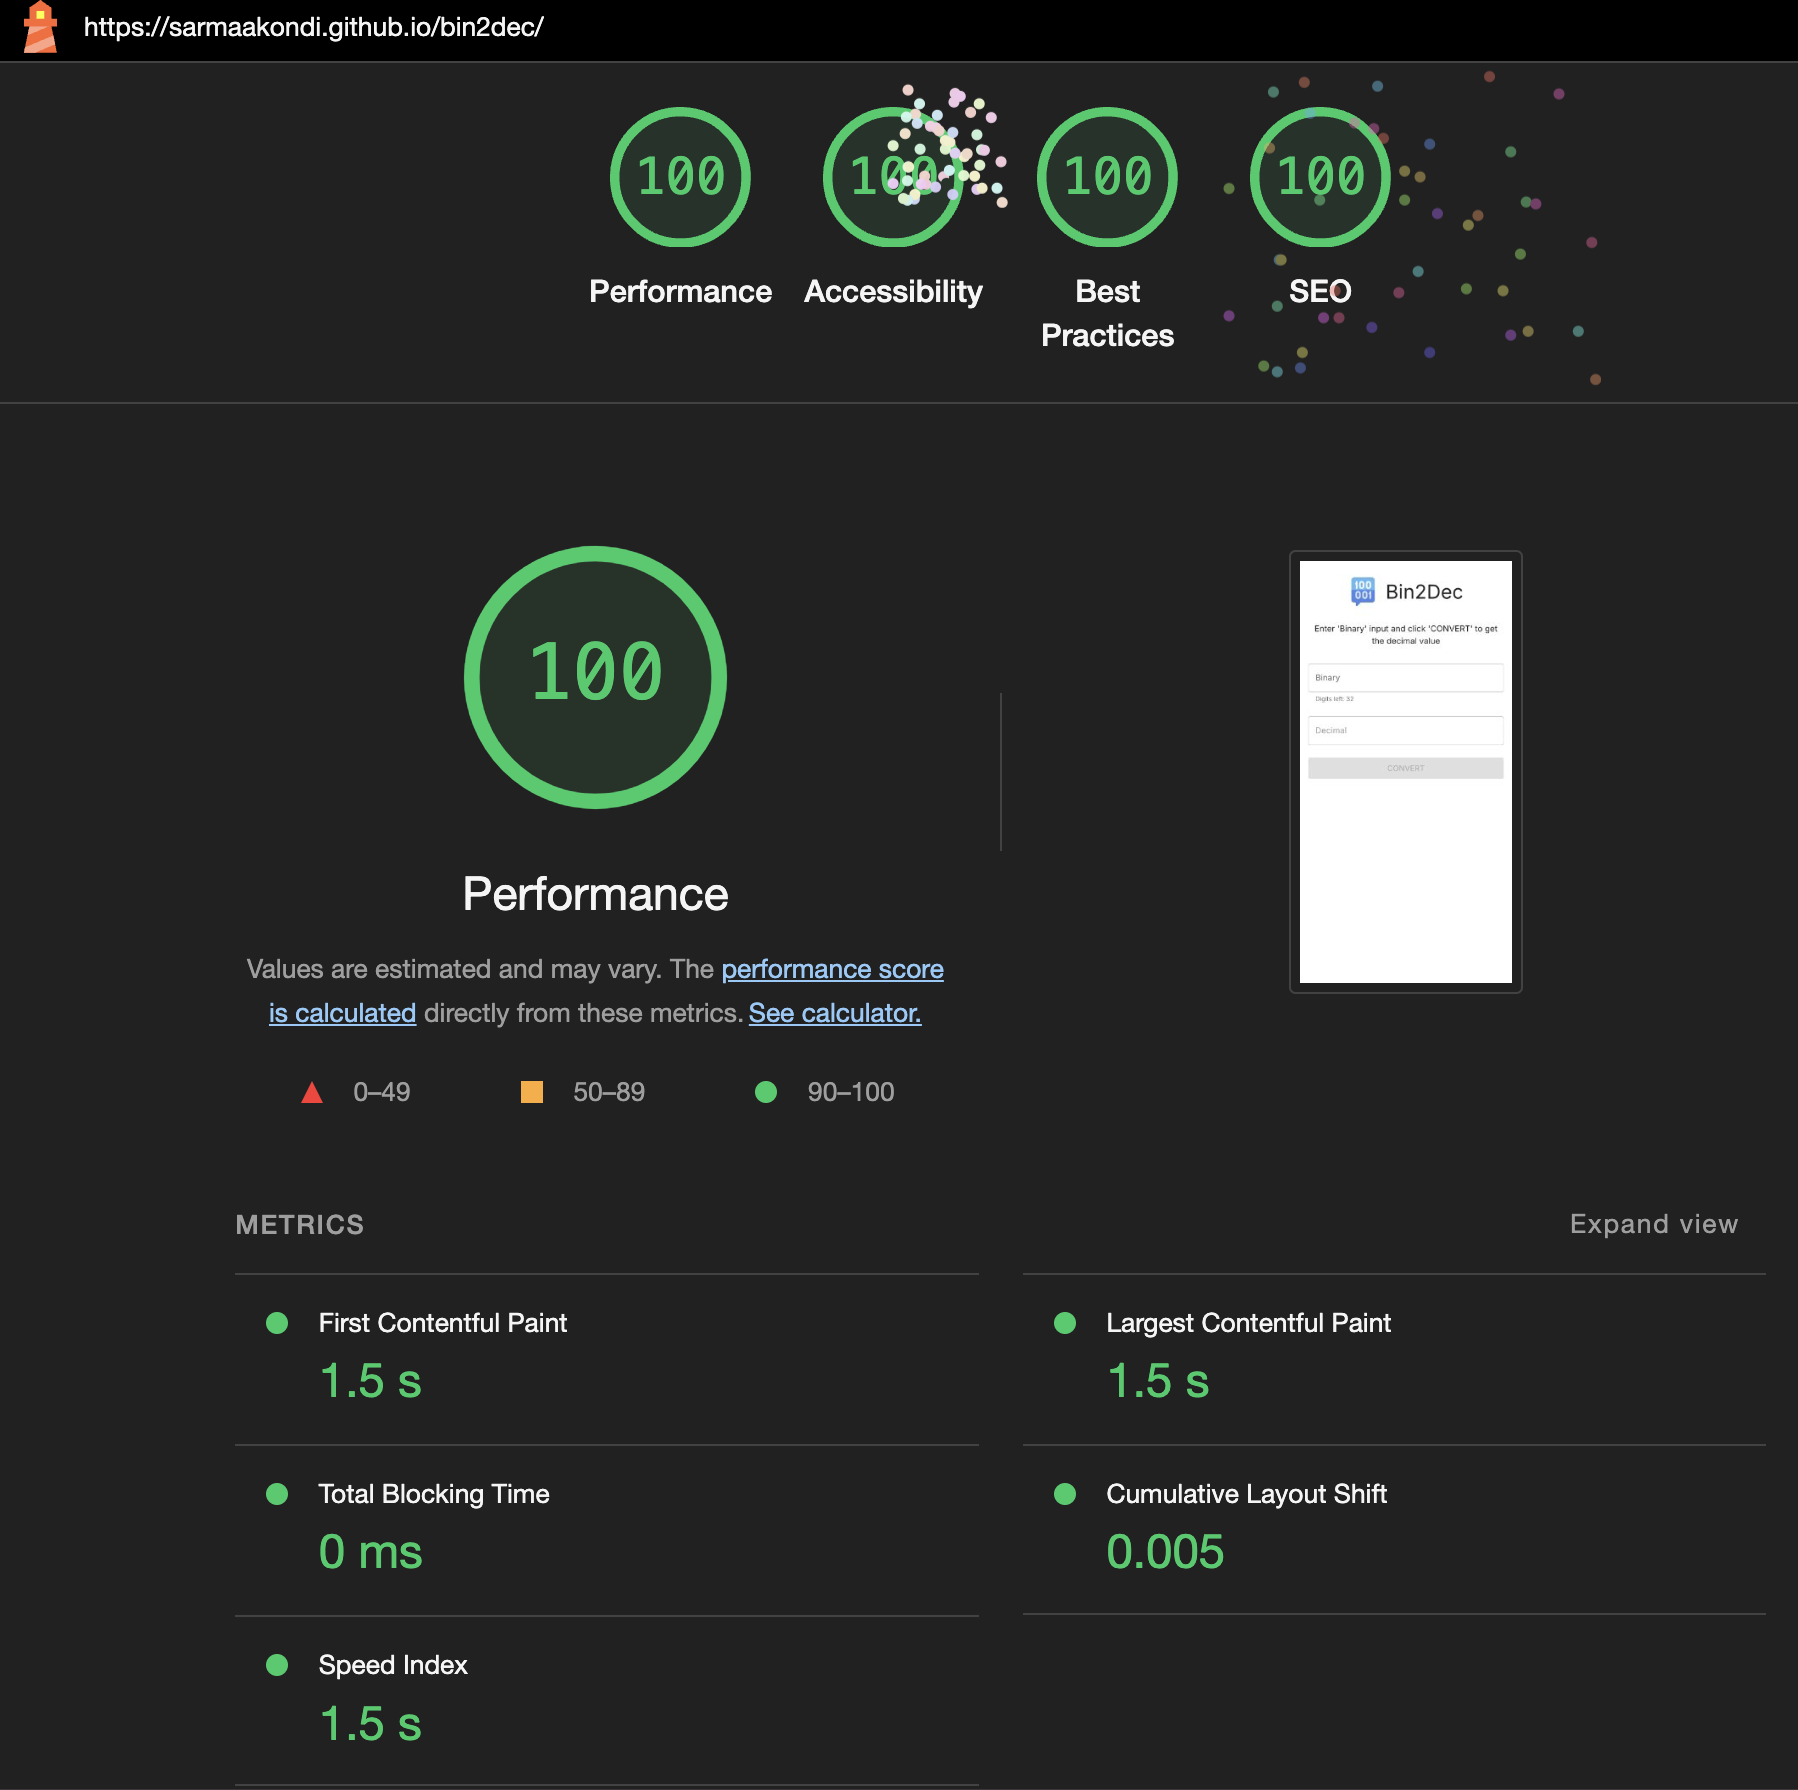 https://sarmaakondi.github.io/bin2dec/
100
100
100
100
Performance
Accessibility
Best
Practices
SEO
100
Performance
Values are estimated and may vary. The performance score
is calculated directly from these metrics. See calculator.
0–49
50–89
90–100
100
001
Bin2Dec
Enter 'Binary' input and click 'CONVERT' to get
the decimal value
Binary
Digits left: 32
Decimal
CONVERT
METRICS
Expand view
First Contentful Paint
1.5 s
Largest Contentful Paint
1.5 s
Total Blocking Time
0 ms
Cumulative Layout Shift
0.005
Speed Index
1.5 s